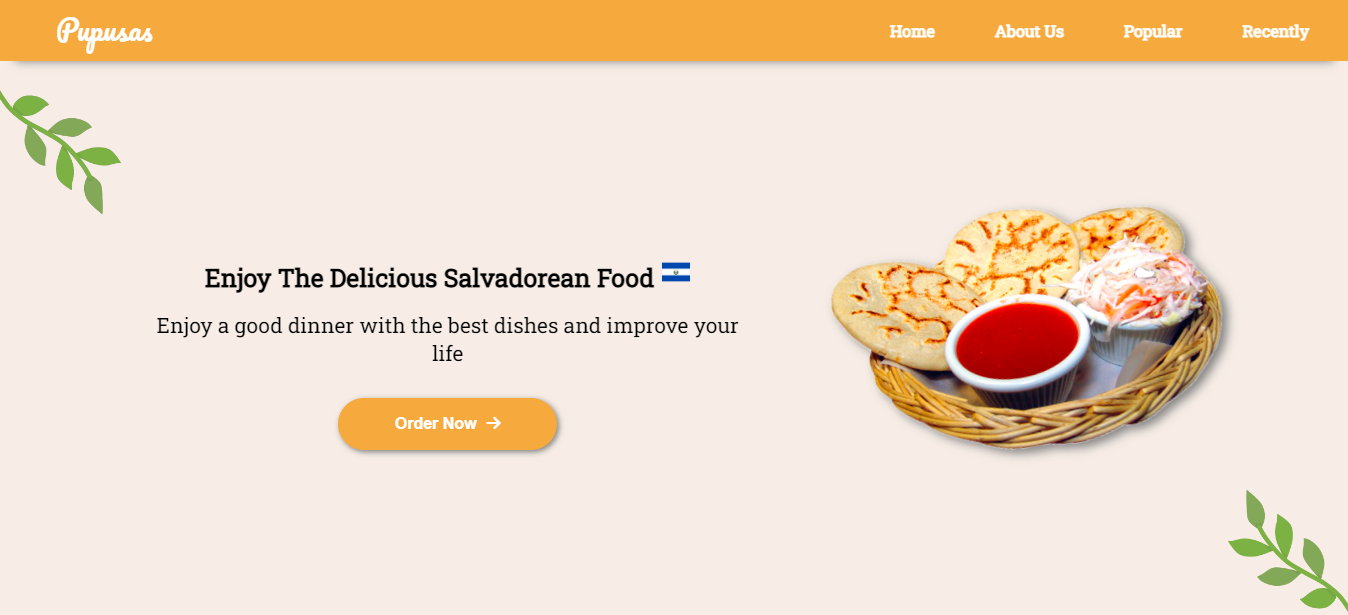 Pupusas
Home
About Us
Popular
Recently
Enjoy The Delicious Salvadorean Food
Enjoy a good dinner with the best dishes and improve your
life
Order Now →